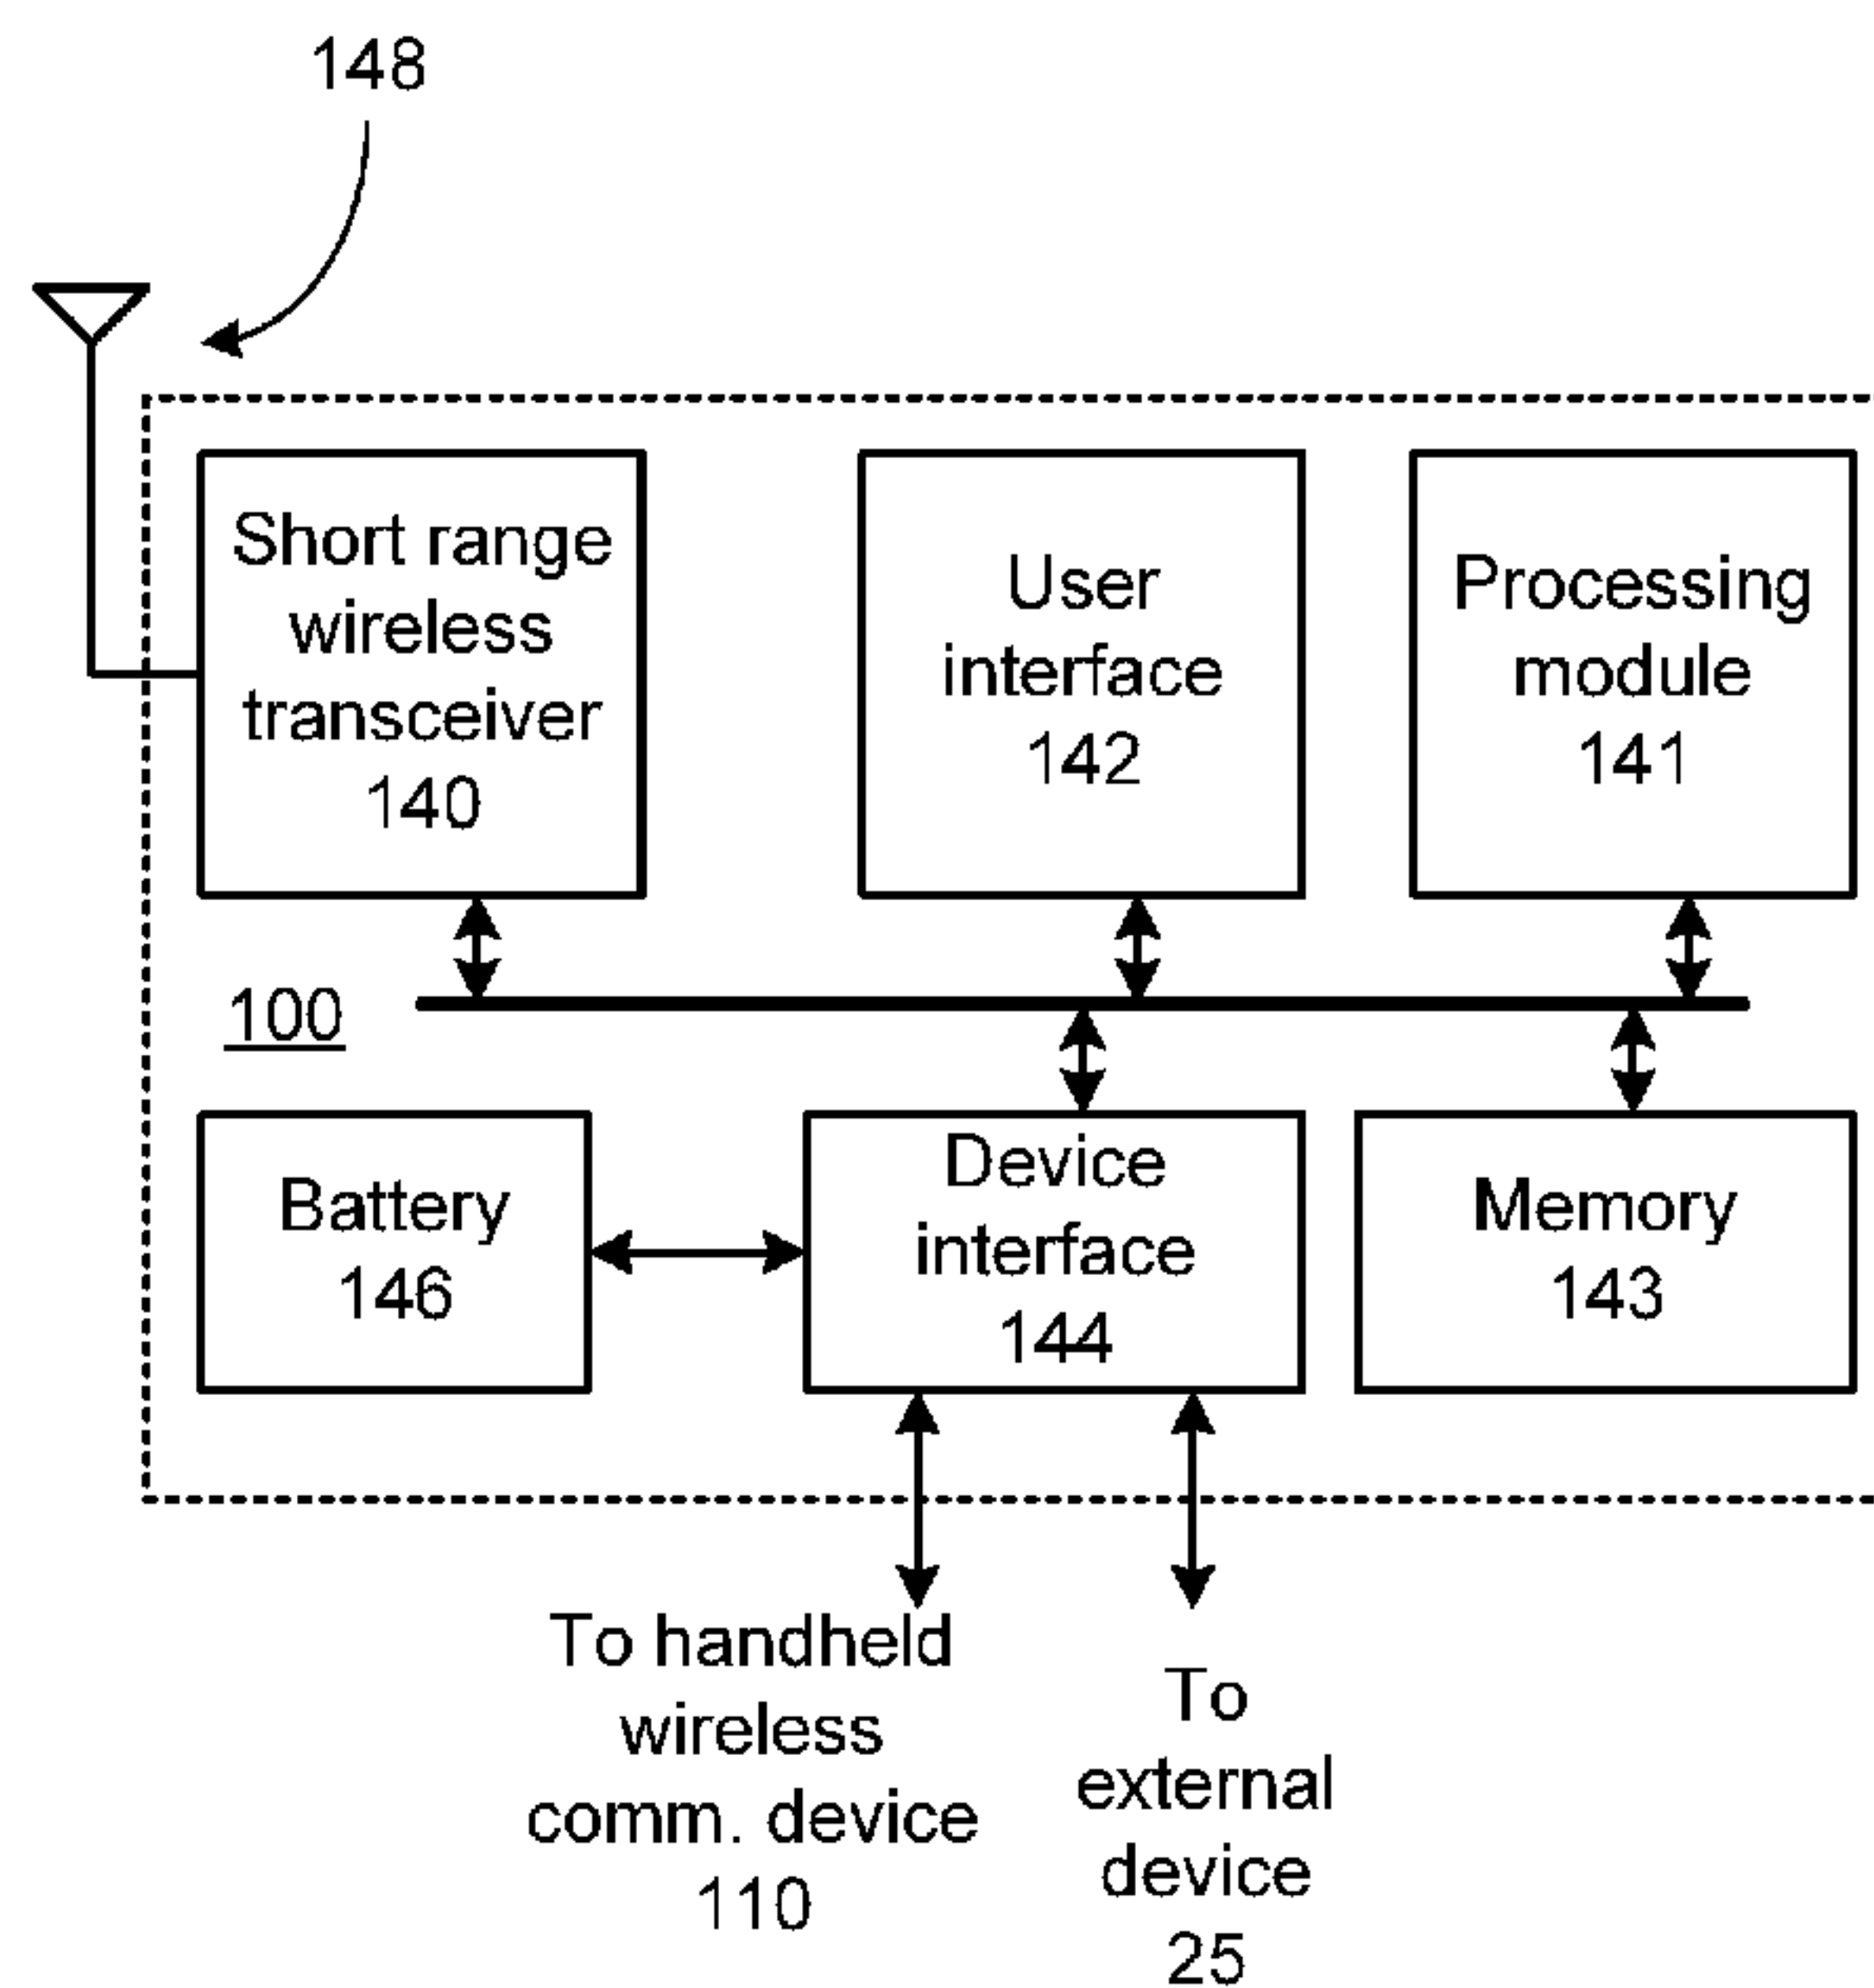 148
Short range
wireless
transceiver
140
User
interface
142
Processing
module
141
100
Battery
146
Device
interface
144
Memory
143
To handheld
wireless
comm. device
110
To
external
device
25